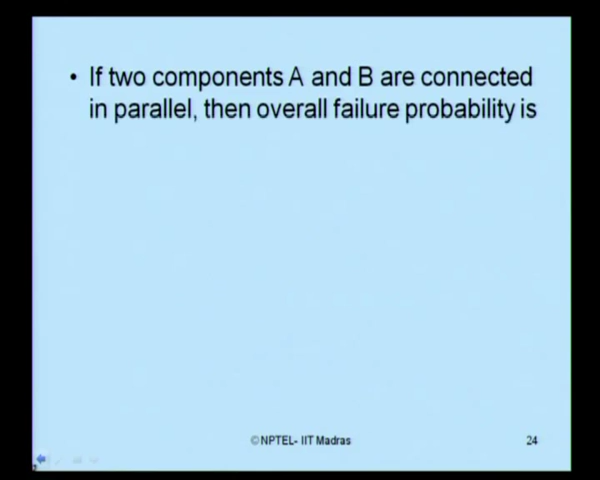 • If two components A and B are connected
in parallel, then overall failure probability is
©NPTEL- IIT Madras
24